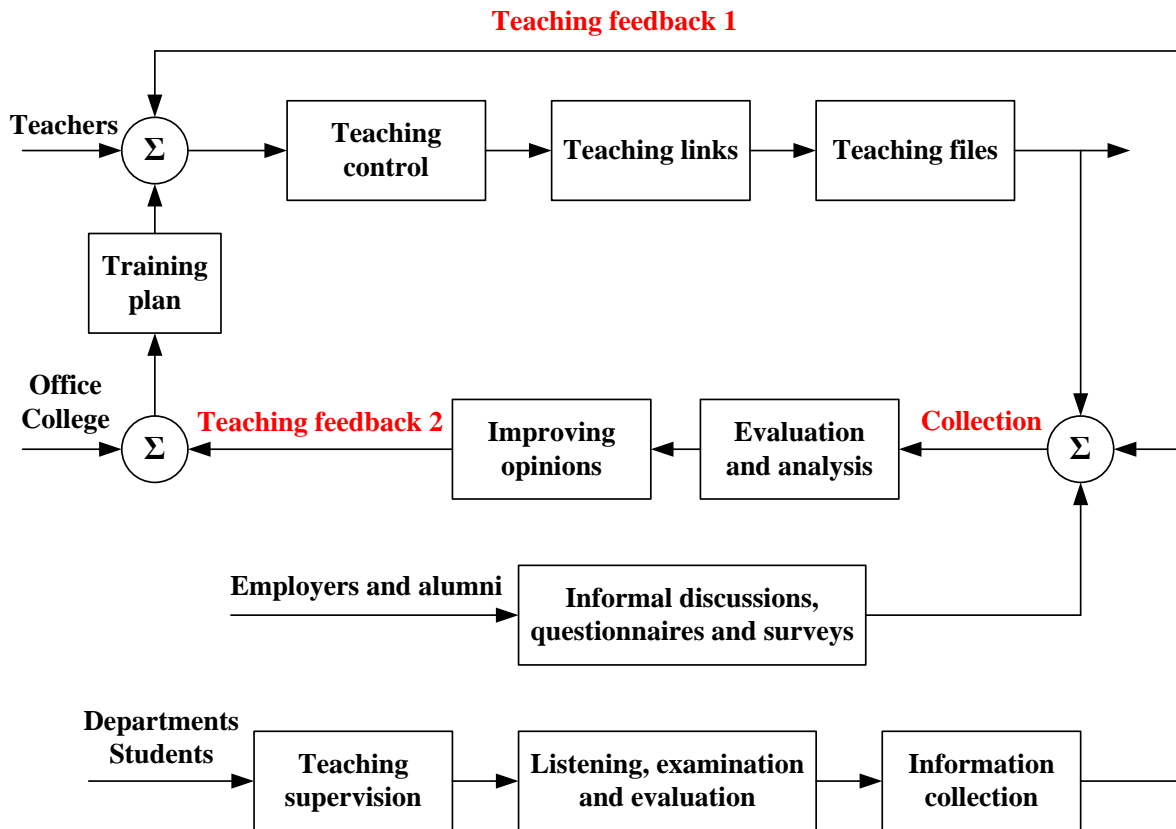 Teaching feedback 1
Teachers
Σ
Teaching
control
Teaching links
Teaching files
Training
plan
Office
College
Σ
Teaching feedback 2
Improving
opinions
Evaluation
and analysis
Collection
Σ
Employers and alumni
Informal discussions,
questionnaires and surveys
Departments
Students
Teaching
supervision
Listening, examination
and evaluation
Information
collection